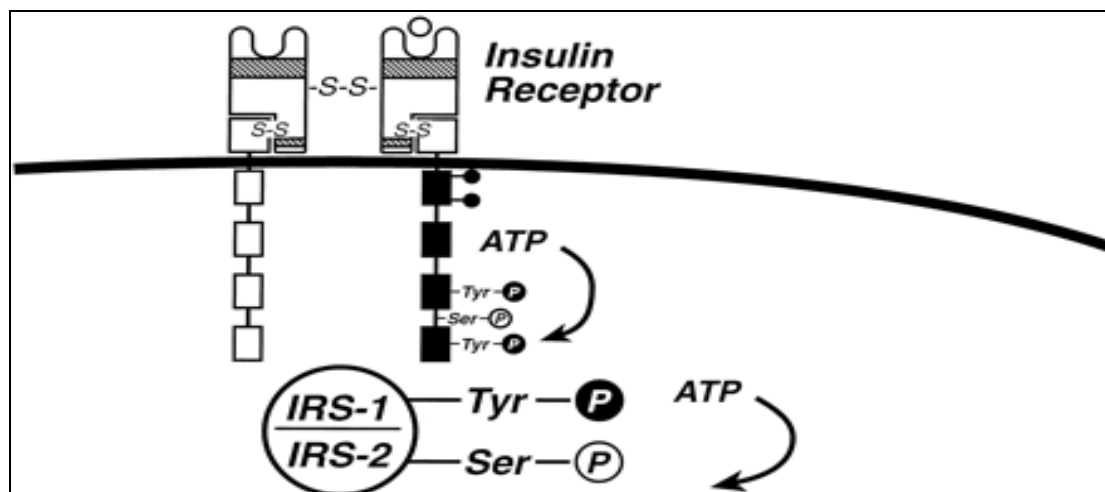 Insulin
Receptor
-S-S-
S-S
S-S
ATP
Tyr P
Ser P
Tyr P
IRS-1
IRS-2
Tyr P
Ser P
ATP